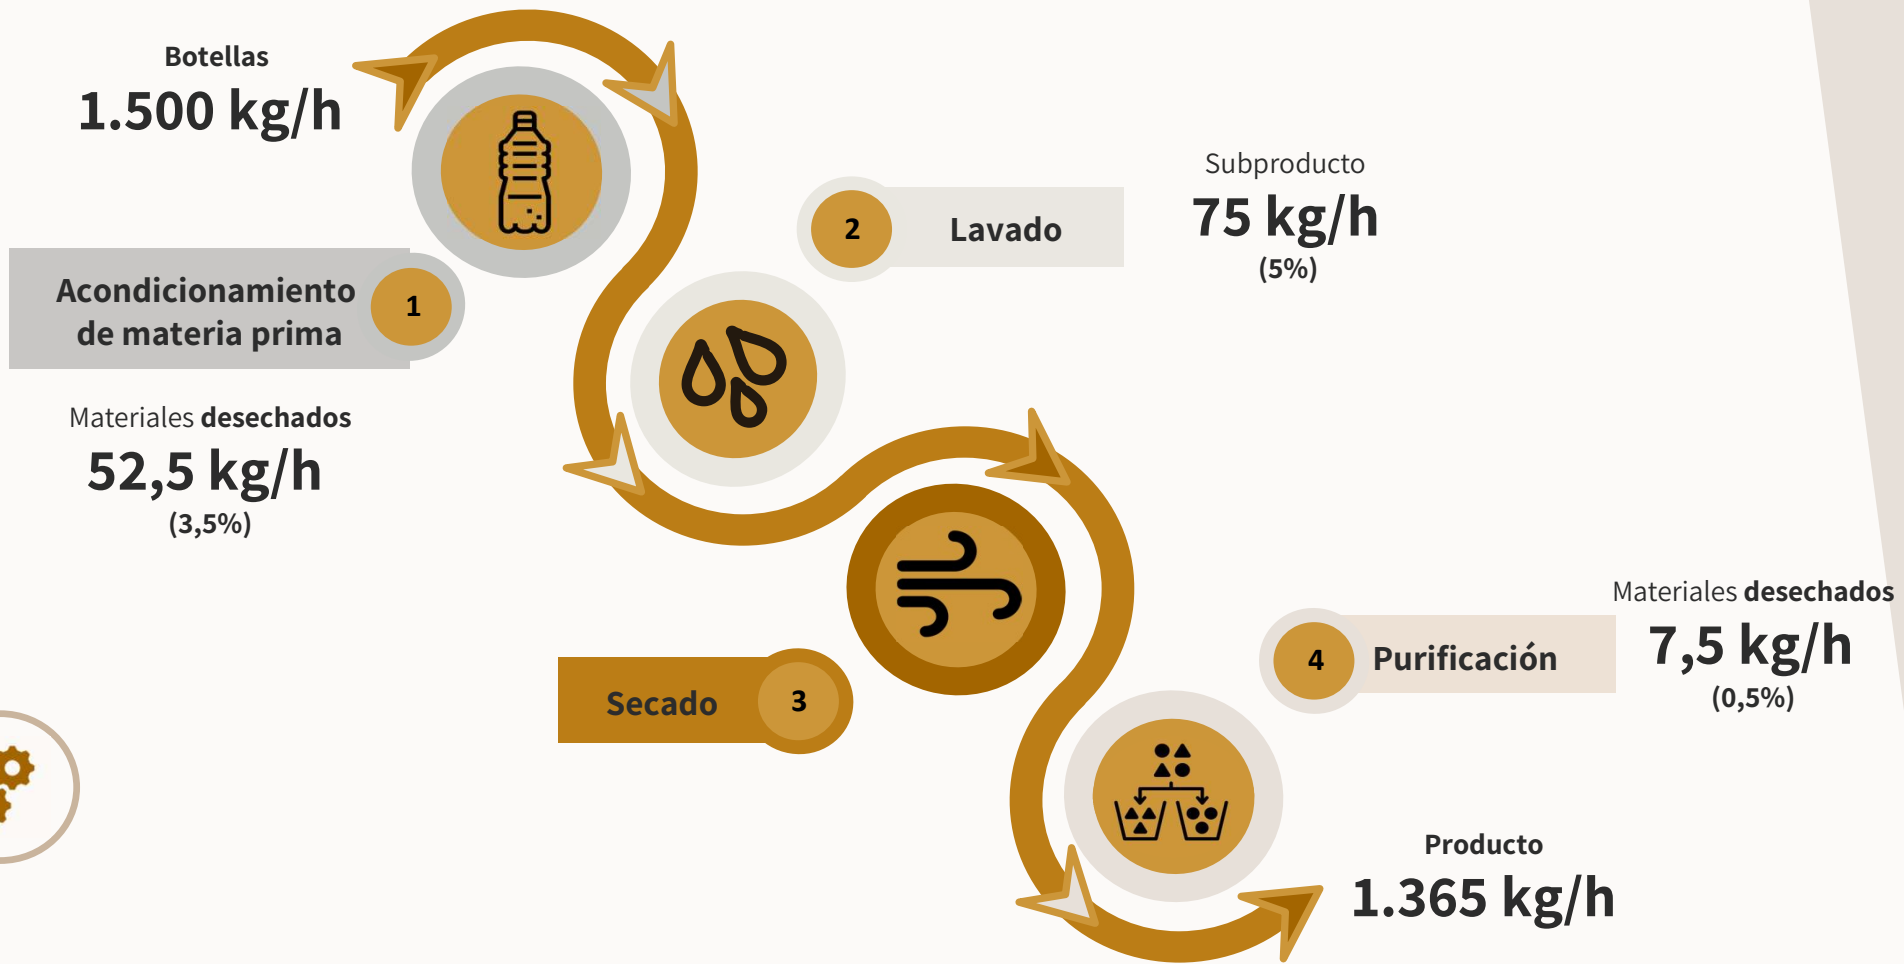 Botellas
1.500 kg/h
Acondicionamiento
de materia prima
1
Materiales desechados
52,5 kg/h
(3,5%)
2
Lavado
Subproducto
75 kg/h
(5%)
Secado
3
4
Purificación
Materiales desechados
7,5 kg/h
(0,5%)
Producto
1.365 kg/h